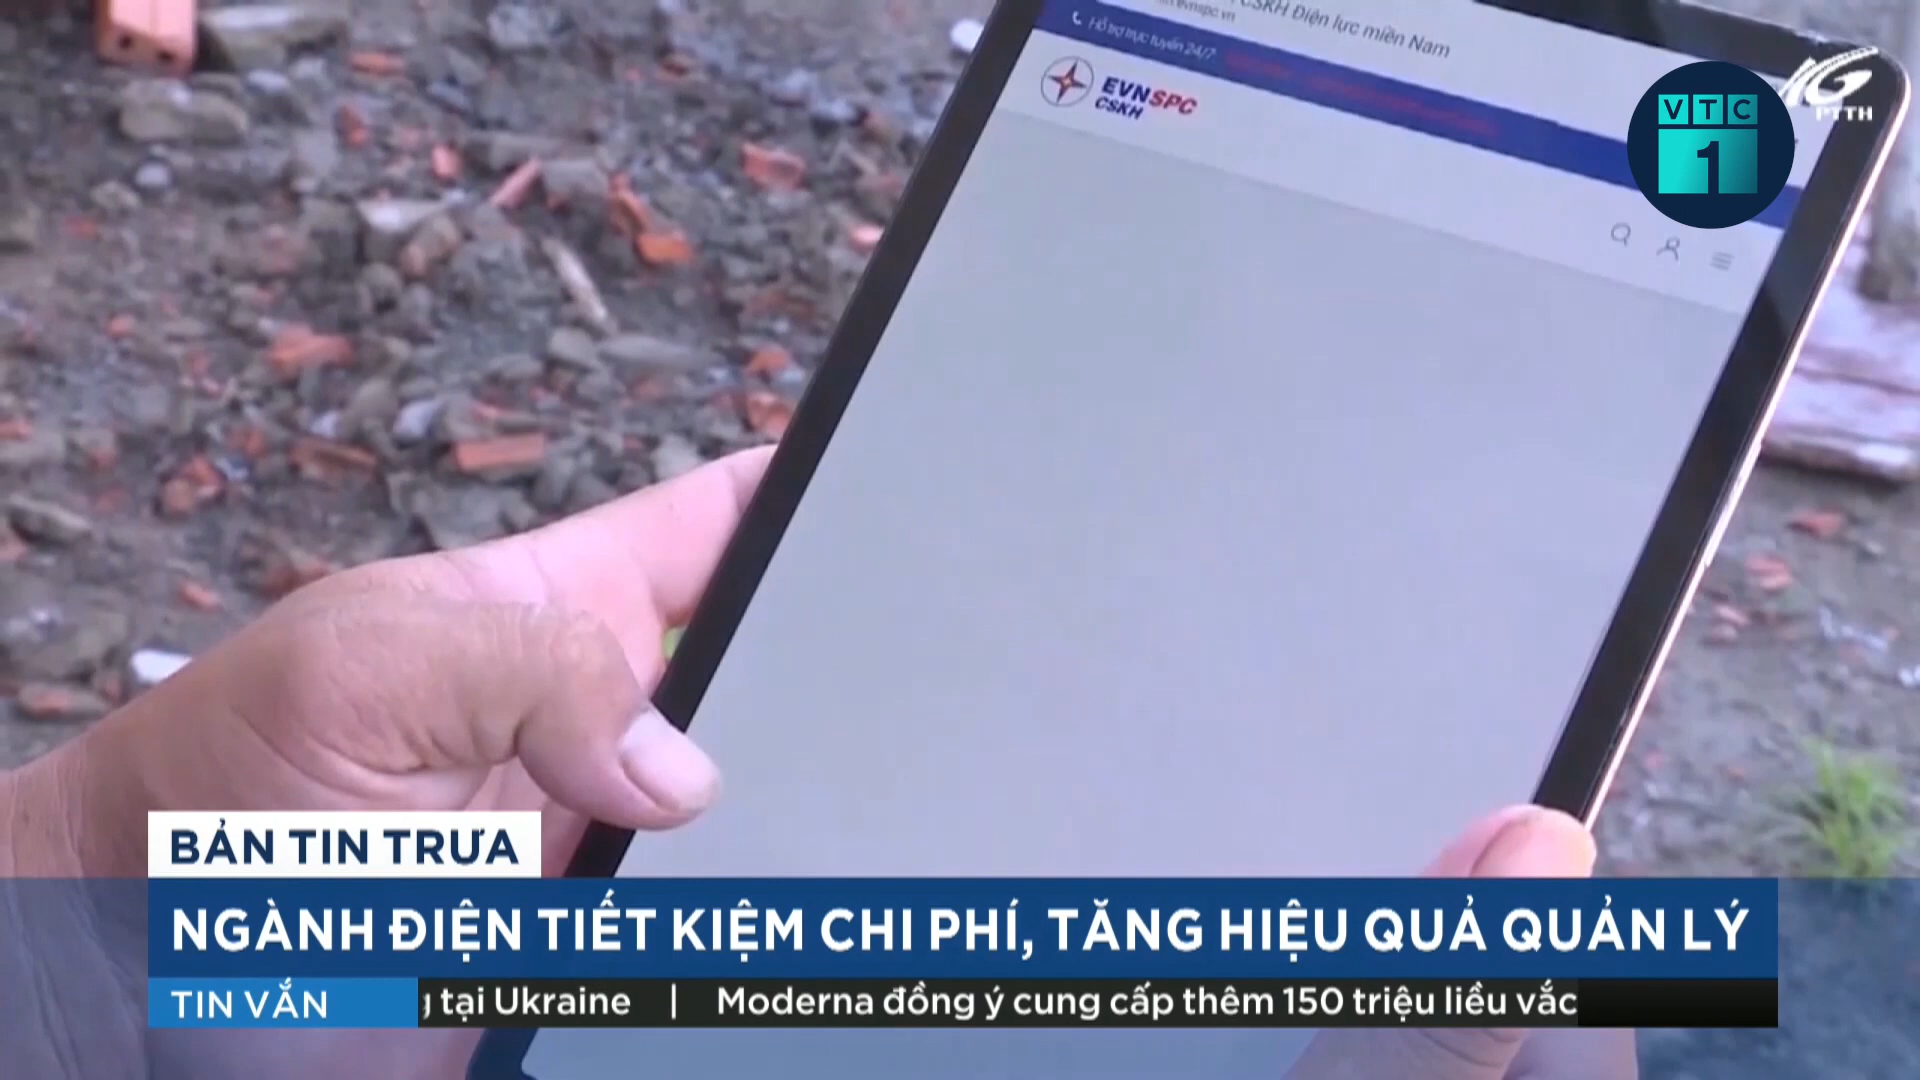 CSKH Điện lực miền Nam
Hỗ trợ trực tuyến 24/7
EVNSPC
CSKH
VTC
1
PTTH
BẢN TIN TRƯA
NGÀNH ĐIỆN TIẾT KIỆM CHI PHÍ, TĂNG HIỆU QUẢ QUẢN LÝ
TIN VẮN
tại Ukraine | Moderna đồng ý cung cấp thêm 150 triệu liều vắc